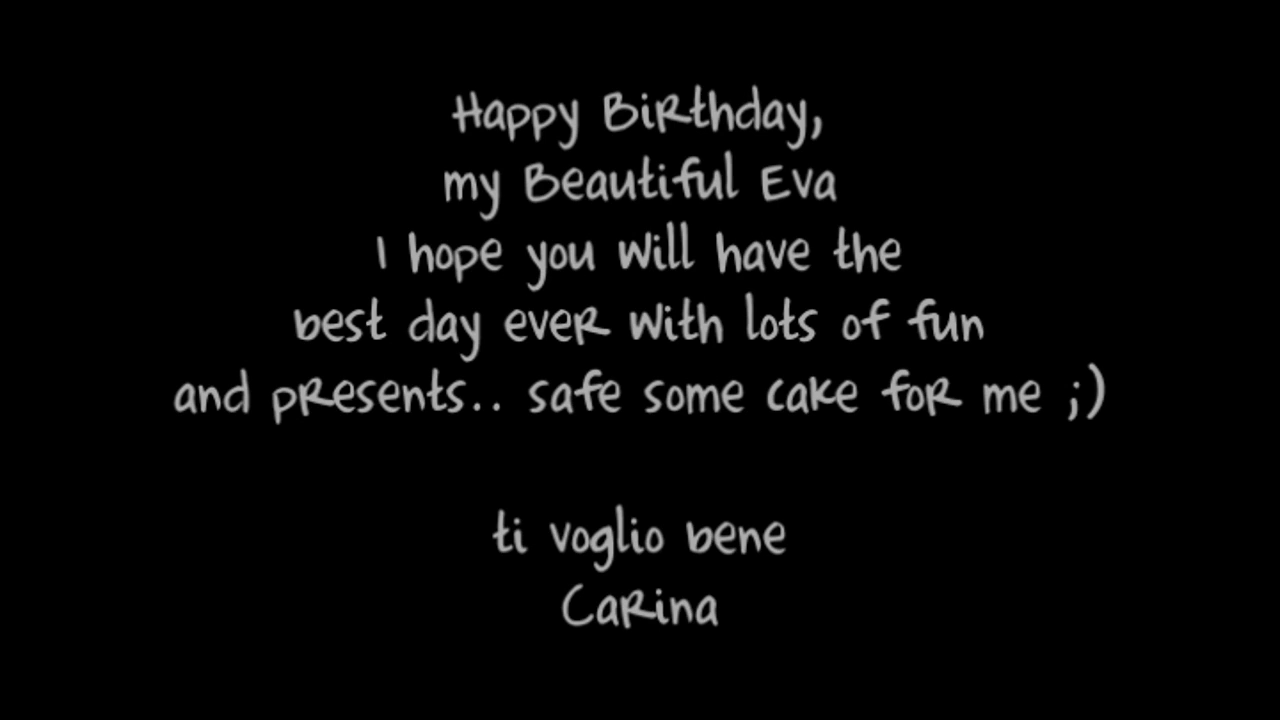 Happy Birthday,
my Beautiful Eva
I hope you will have the
best day ever with lots of fun
and presents.. safe some cake for me ;)
ti voglio bene
Carina